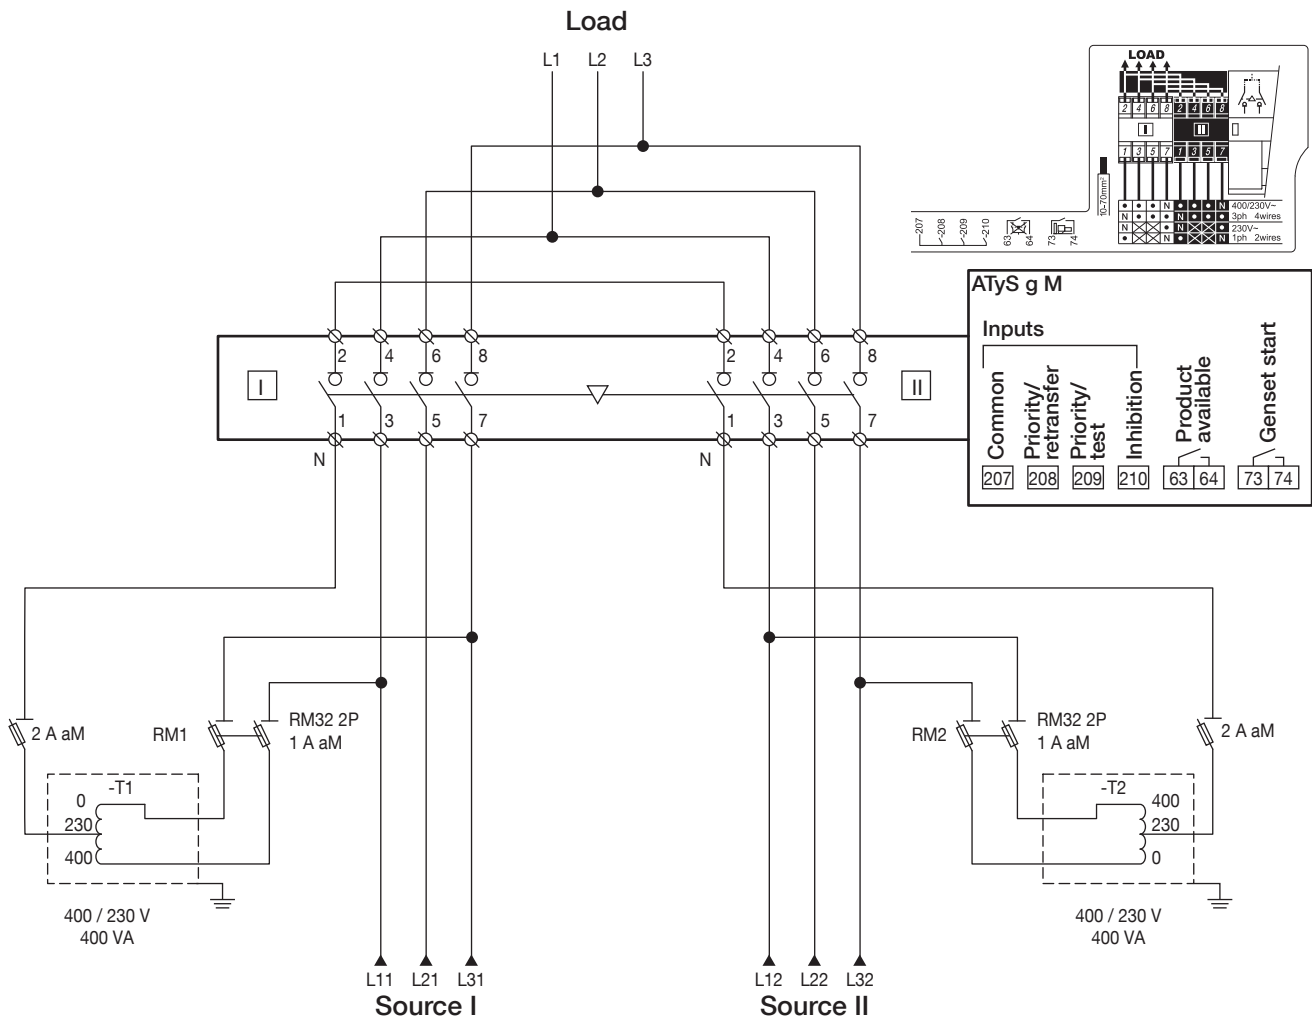 Load
L1 L2 L3
LOAD
2 4 6 8 2 4 6 8
I II
1 3 5 7 1 3 5 7
10-70mm²
N N 400/230V~
N N 3ph 4wires
N N 230V~
N N 1ph 2wires
207 208 209 210 63 64 73 74
ATyS g M
Inputs
Common
Priority/
retransfer
Priority/
test
Inhibition
Product
available
Genset start
207 208 209 210 63 64 73 74
2 4 6 8 2 4 6 8
I II
1 3 5 7 1 3 5 7
N N
2 A aM
RM1
RM32 2P
1 A aM
RM2
RM32 2P
1 A aM
2 A aM
-T1
0
230
400
-T2
400
230
0
400 / 230 V
400 VA
400 / 230 V
400 VA
L11 L21 L31
L12 L22 L32
Source I
Source II